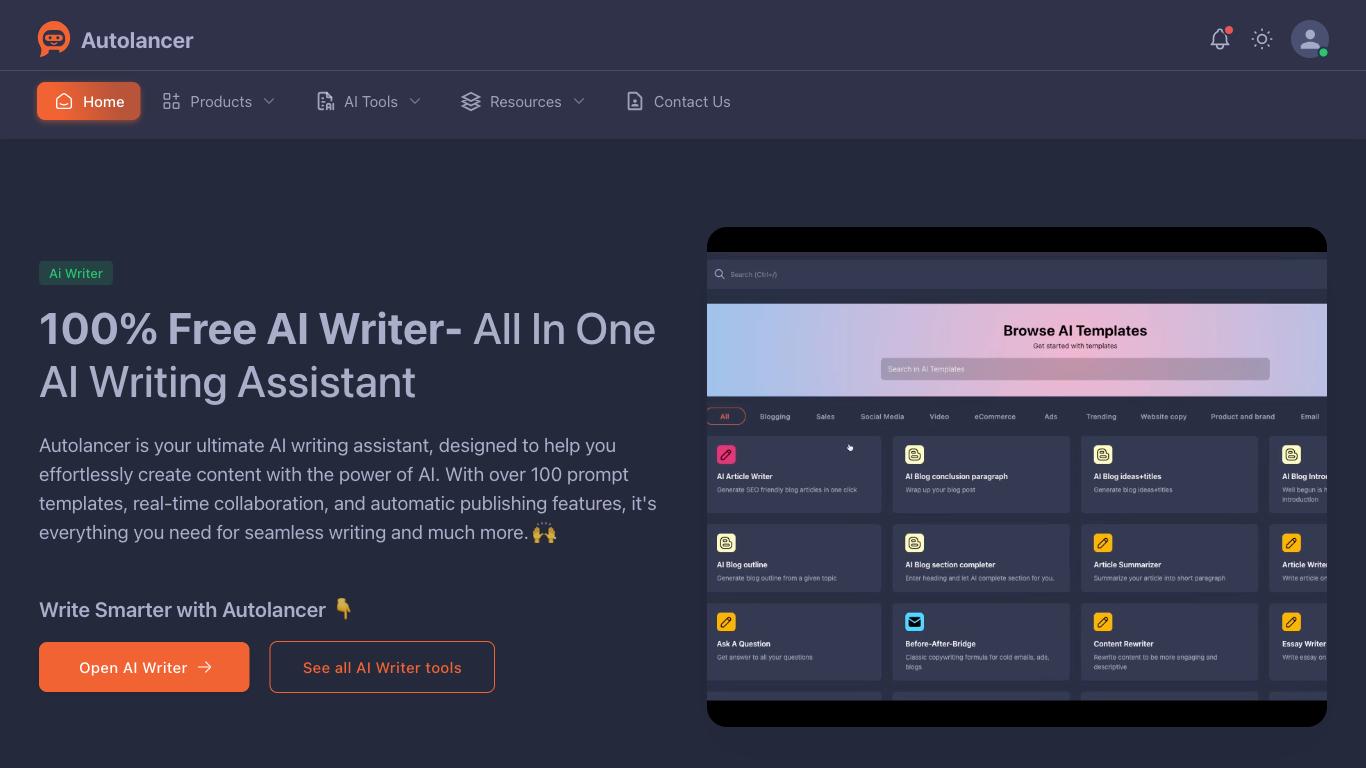 Autolancer
Home
Products
AI Tools
Resources
Contact Us
Ai Writer
100% Free AI Writer- All In One
AI Writing Assistant
Autolancer is your ultimate AI writing assistant, designed to help you
effortlessly create content with the power of AI. With over 100 prompt
templates, real-time collaboration, and automatic publishing features, it's
everything you need for seamless writing and much more. 🙌
Write Smarter with Autolancer 👇
Open AI Writer →
See all AI Writer tools
Search (Ctrl+/)
Browse AI Templates
Get started with templates
Search in AI Templates
All Blogging Sales Social Media Video eCommerce Ads Trending Website copy Product and brand Email
AI Article Writer
Generate SEO friendly blog articles in one click
AI Blog conclusion paragraph
Wrap up your blog post
AI Blog ideas+titles
Generate blog ideas+titles
AI Blog
Well begun is
introduction
AI Blog outline
Generate blog outline from a given topic
AI Blog section completer
Enter heading and let AI complete section for you.
Article Summarizer
Summarize your article into short paragraph
Article Writer
Write article
Ask A Question
Get answer to all your questions
Before-After-Bridge
Classic copywriting formula for cold emails, ads,
blogs
Content Rewriter
Rewrite content to be more engaging and
descriptive
Essay Writer
Write essay on